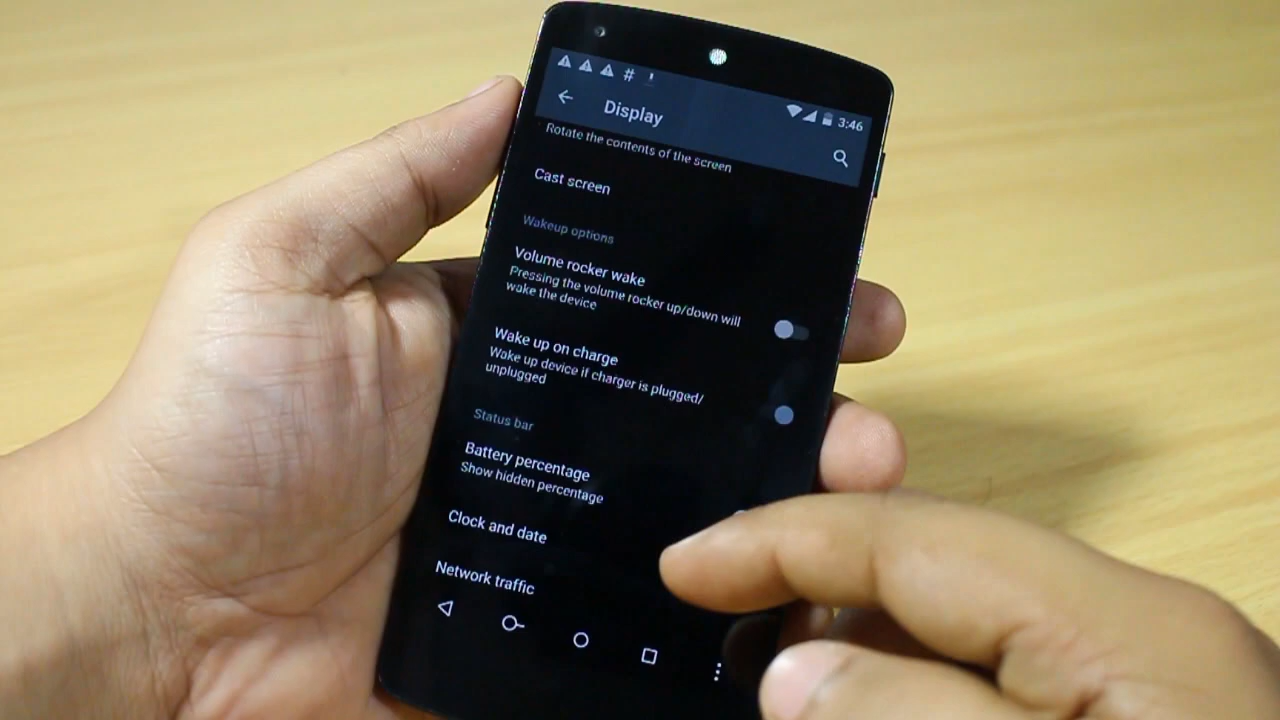 #
3:46
Display
Rotate the contents of the screen
Cast screen
Wakeup options
Volume rocker wake
Pressing the volume rocker up/down will
wake the device
Wake up on charge
Wake up device if charger is plugged/
unplugged
Status bar
Battery percentage
Show hidden percentage
Clock and date
Network traffic